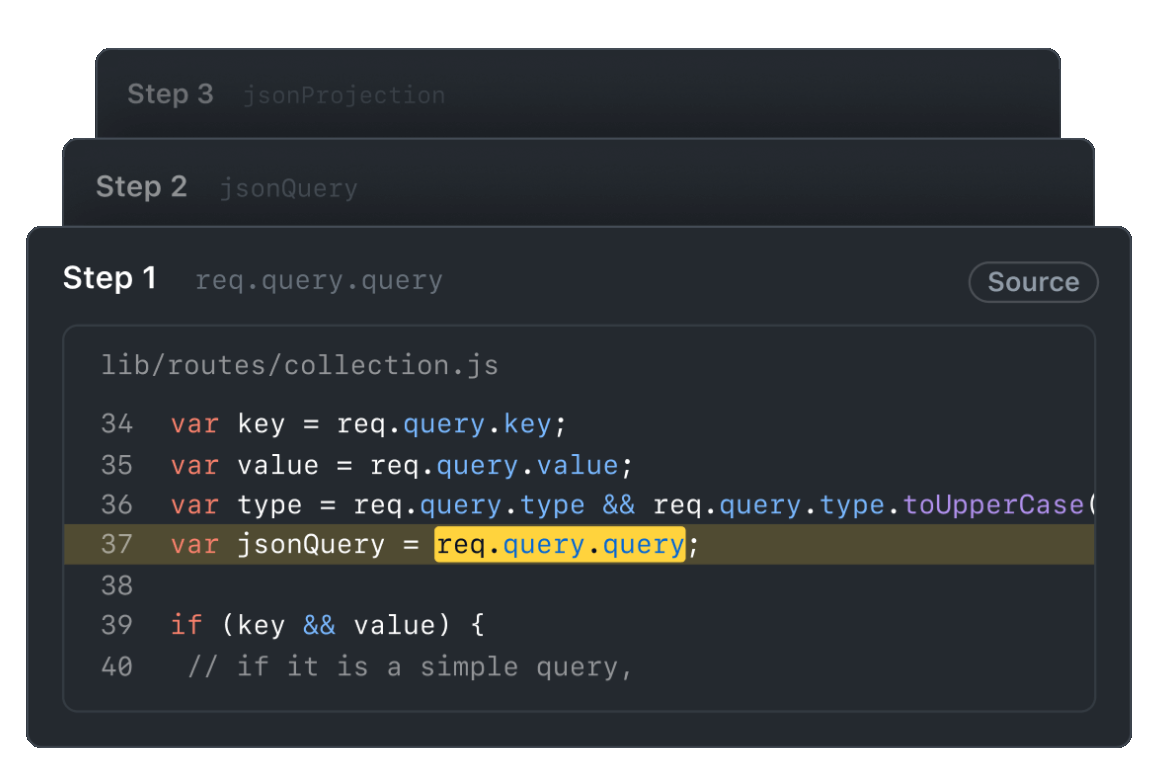 Step 3 jsonProjection
Step 2 jsonQuery
Step 1 req.query.query Source
lib/routes/collection.js
34 var key = req.query.key;
35 var value = req.query.value;
36 var type = req.query.type && req.query.type.toUpperCase(
37 var jsonQuery = req.query.query;
38
39 if (key && value) {
40 // if it is a simple query,